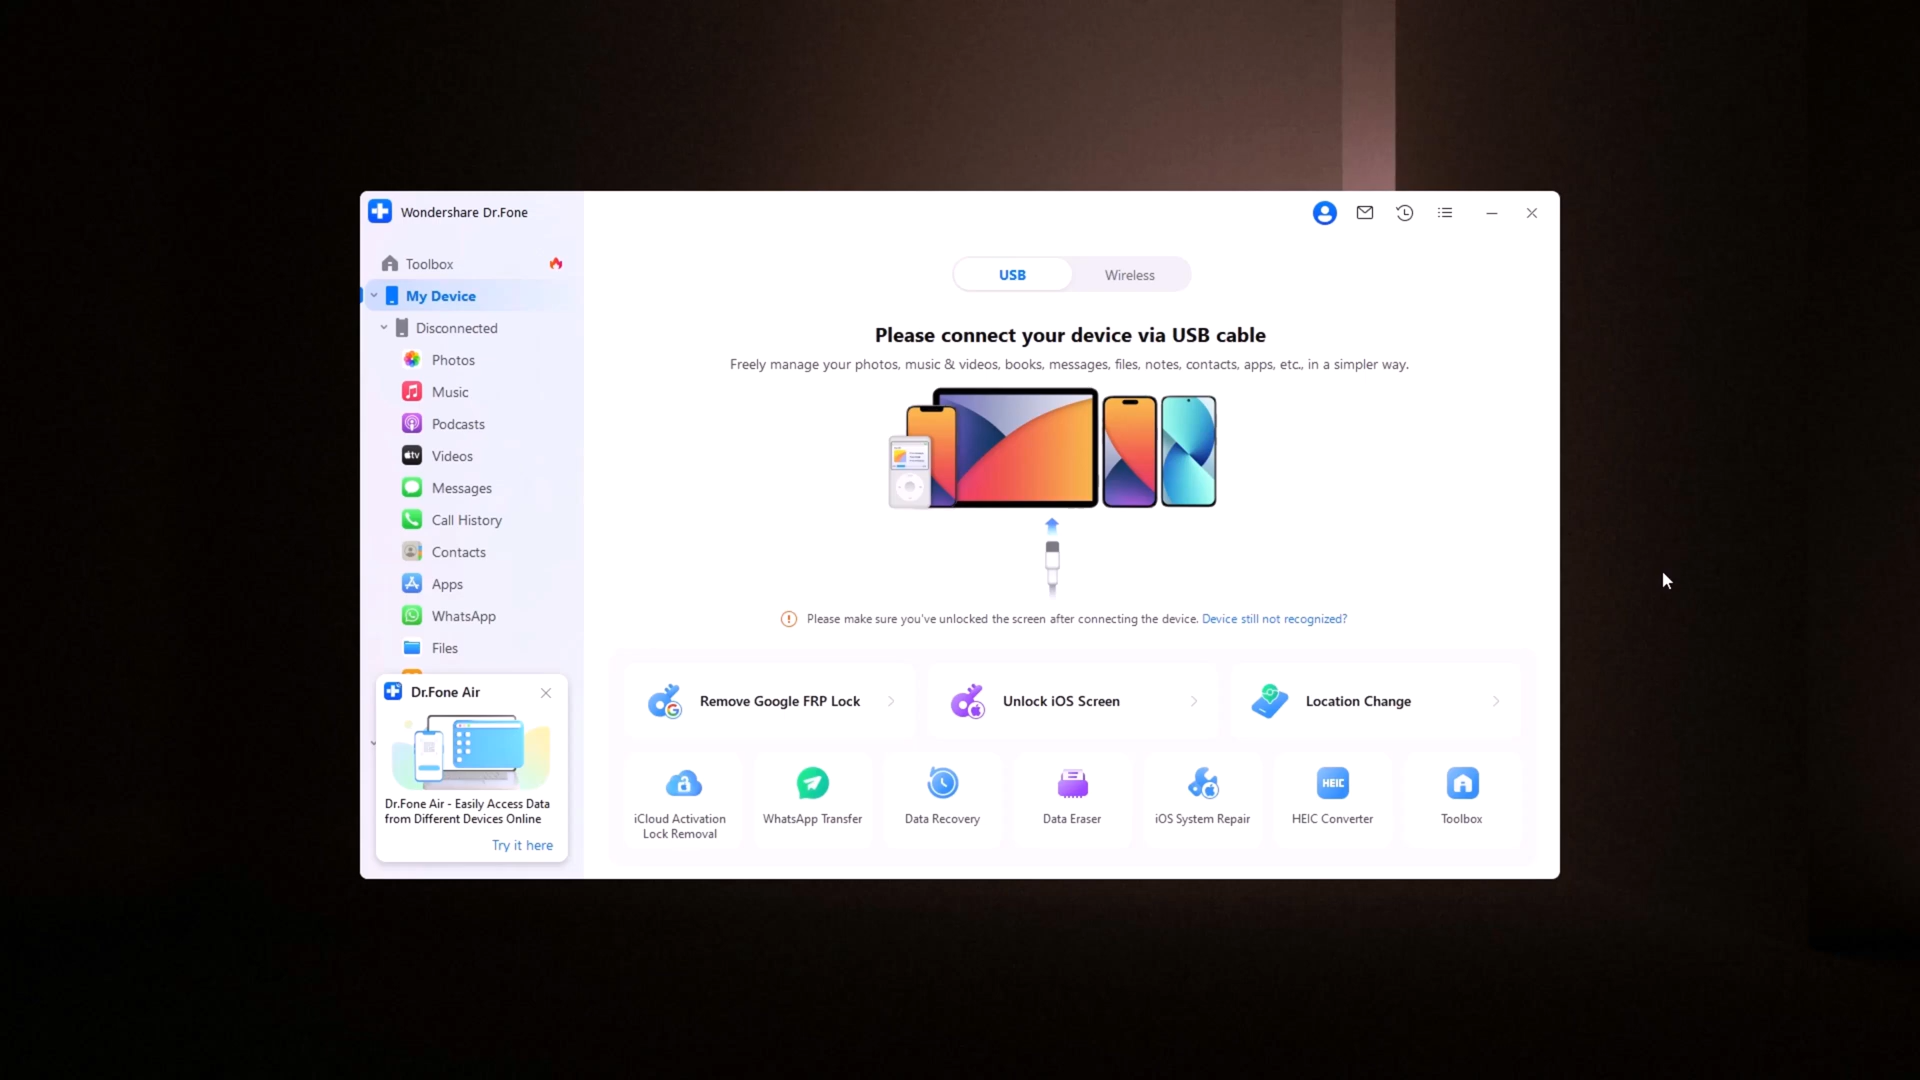 Wondershare Dr.Fone
Toolbox
My Device
Disconnected
Photos
Music
Podcasts
Videos
Messages
Call History
Contacts
Apps
WhatsApp
Files
Dr.Fone Air
Dr.Fone Air - Easily Access Data
from Different Devices Online
Try it here
USB
Wireless
Please connect your device via USB cable
Freely manage your photos, music & videos, books, messages, files, notes, contacts, apps, etc., in a simpler way.
Please make sure you've unlocked the screen after connecting the device. Device still not recognized?
Remove Google FRP Lock
Unlock iOS Screen
Location Change
iCloud Activation
Lock Removal
WhatsApp Transfer
Data Recovery
Data Eraser
iOS System Repair
HEIC
HEIC Converter
Toolbox